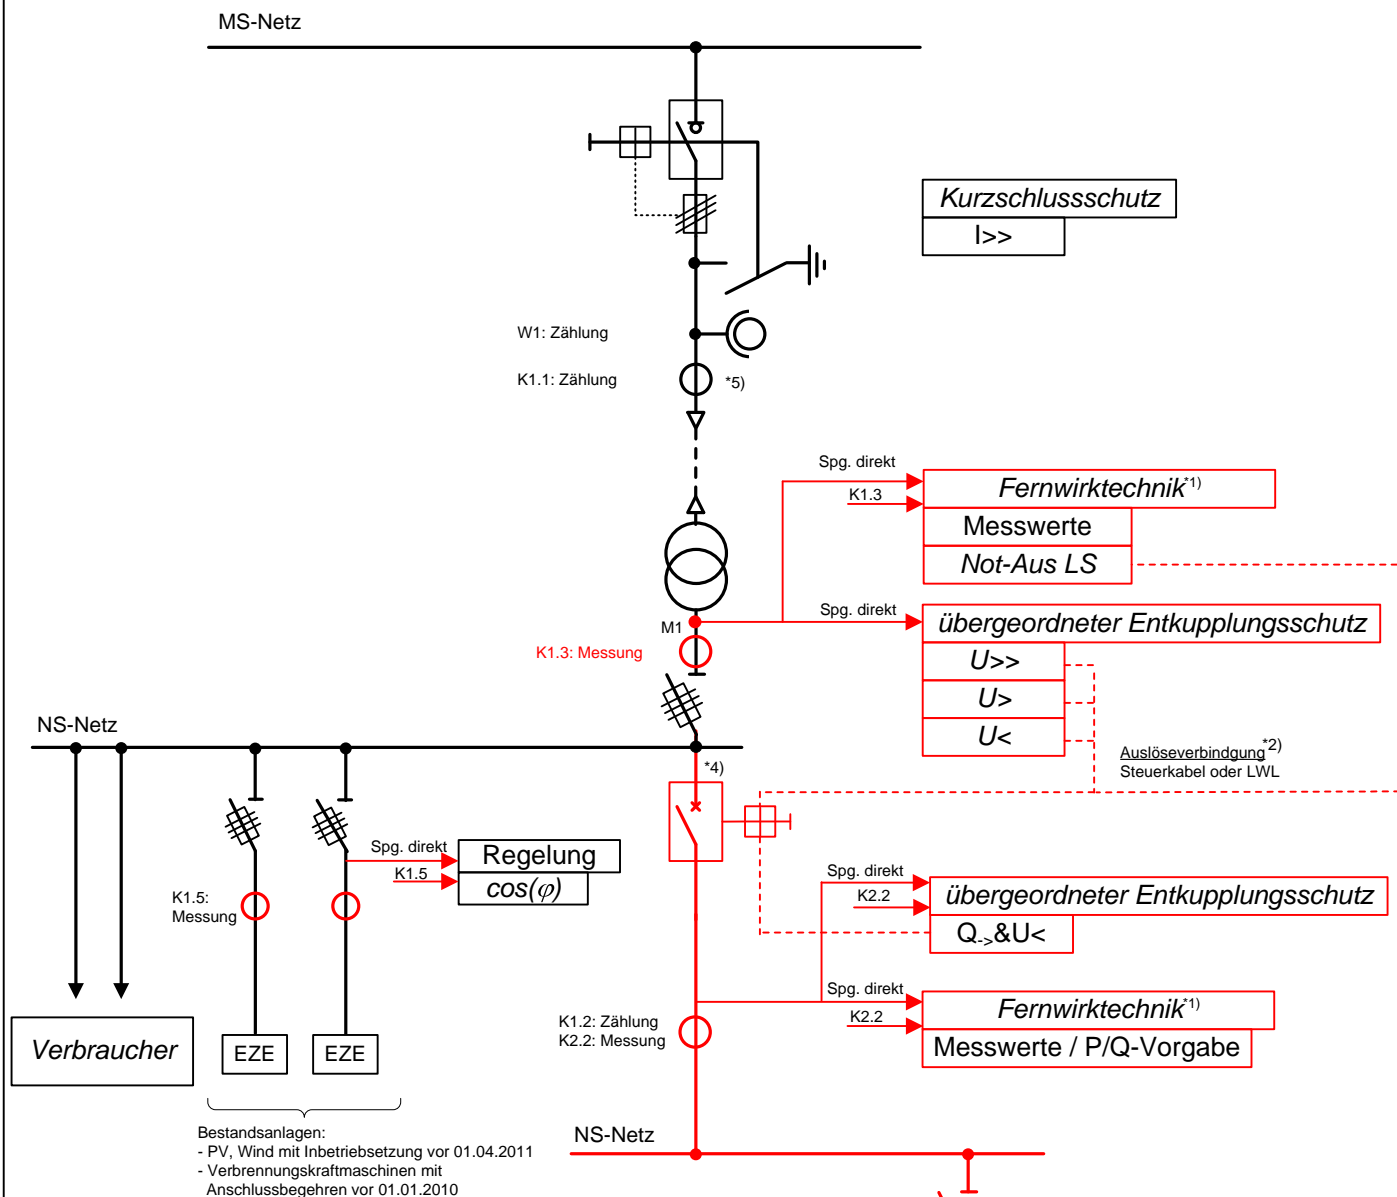 MS-Netz
Kurzschlussschutz
I>>
W1: Zählung
K1.1: Zählung
*5)
Spg. direkt
K1.3
Fernwirktechnik*1)
Messwerte
Not-Aus LS
Spg. direkt
M1
K1.3: Messung
übergeordneter Entkupplungsschutz
U>>
U>
U<
NS-Netz
*4)
Auslöseverbindung*2)
Steuerkabel oder LWL
Spg. direkt
K1.5
Regelung
cos(φ)
K1.5:
Messung
Spg. direkt
K2.2
übergeordneter Entkupplungsschutz
Q->&U<
Spg. direkt
K2.2
Fernwirktechnik*1)
Messwerte / P/Q-Vorgabe
K1.2: Zählung
K2.2: Messung
Verbraucher
EZE
EZE
Bestandsanlagen:
- PV, Wind mit Inbetriebsetzung vor 01.04.2011
- Verbrennungskraftmaschinen mit
Anschlussbegehren vor 01.01.2010
NS-Netz